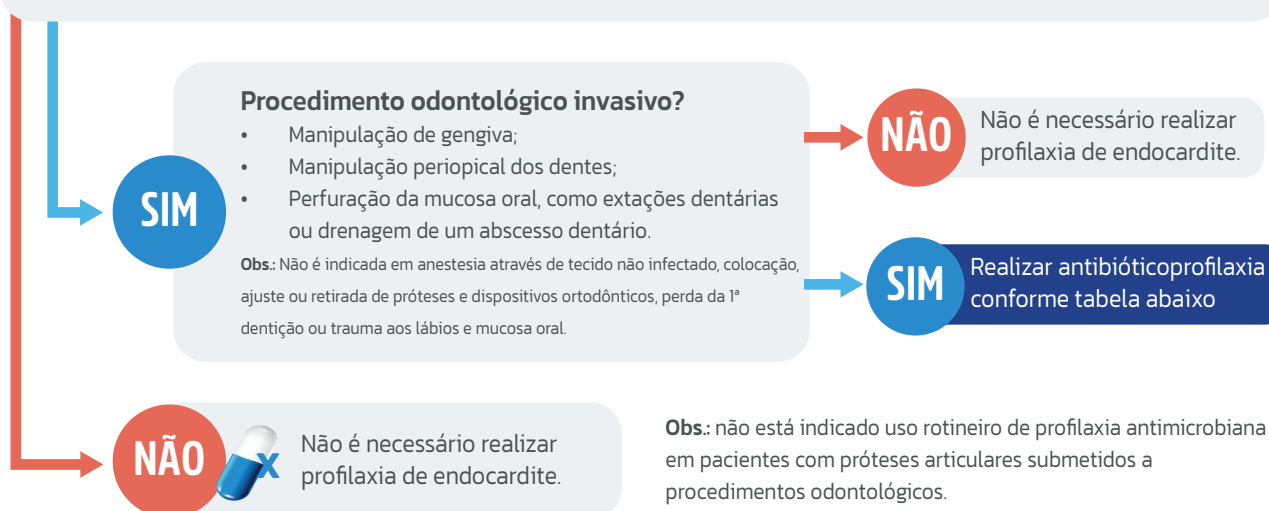 Procedimento odontológico invasivo?
• Manipulação de gengiva;
• Manipulação periopical dos dentes;
• Perfuração da mucosa oral, como extações dentárias
ou drenagem de um abscesso dentário.
Obs.: Não é indicada em anestesia através de tecido não infectado, colocação,
ajuste ou retirada de próteses e dispositivos ortodônticos, perda da 1ª
dentição ou trauma aos lábios e mucosa oral.
SIM
NÃO
Não é necessário realizar
profilaxia de endocardite.
SIM
Realizar antibióticoprofilaxia
conforme tabela abaixo
NÃO
x
Não é necessário realizar
profilaxia de endocardite.
Obs.: não está indicado uso rotineiro de profilaxia antimicrobiana
em pacientes com próteses articulares submetidos a
procedimentos odontológicos.